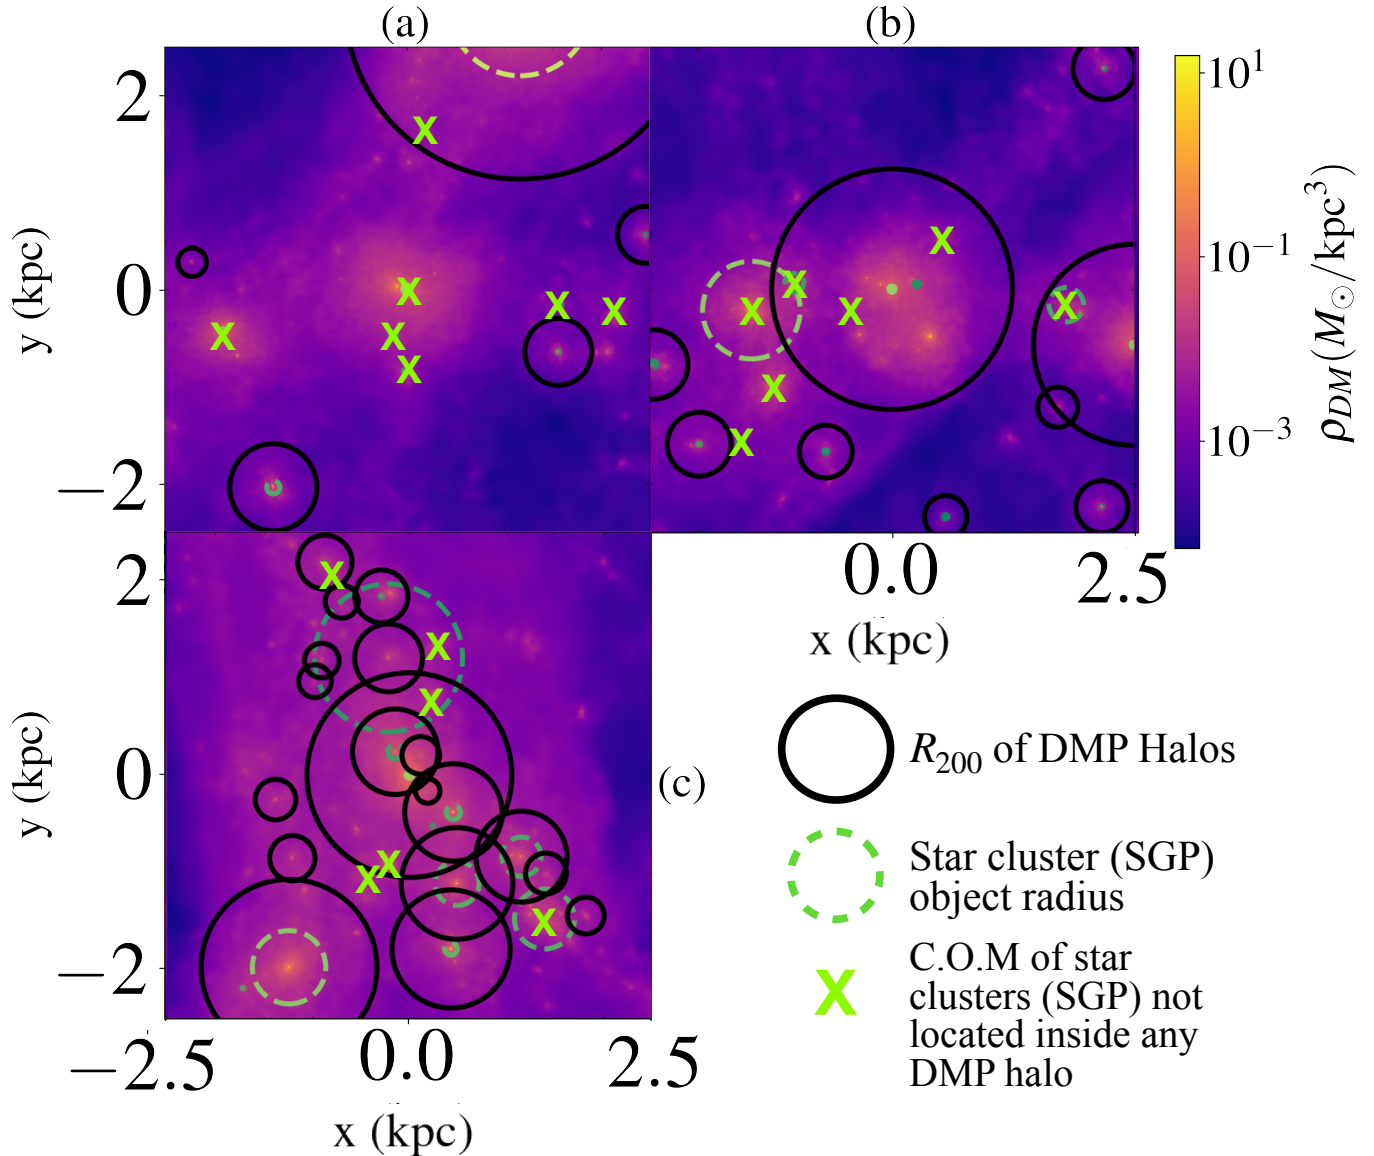 (a)
(b)
2
0
−2
y (kpc)
10^1
10^−1
10^−3
ρ_DM (M_⊙/kpc^3)
0.0
2.5
x (kpc)
2
0
−2
y (kpc)
(c)
−2.5
0.0
2.5
x (kpc)
R_200 of DMP Halos
Star cluster (SGP)
object radius
X
C.O.M of star
clusters (SGP) not
located inside any
DMP halo